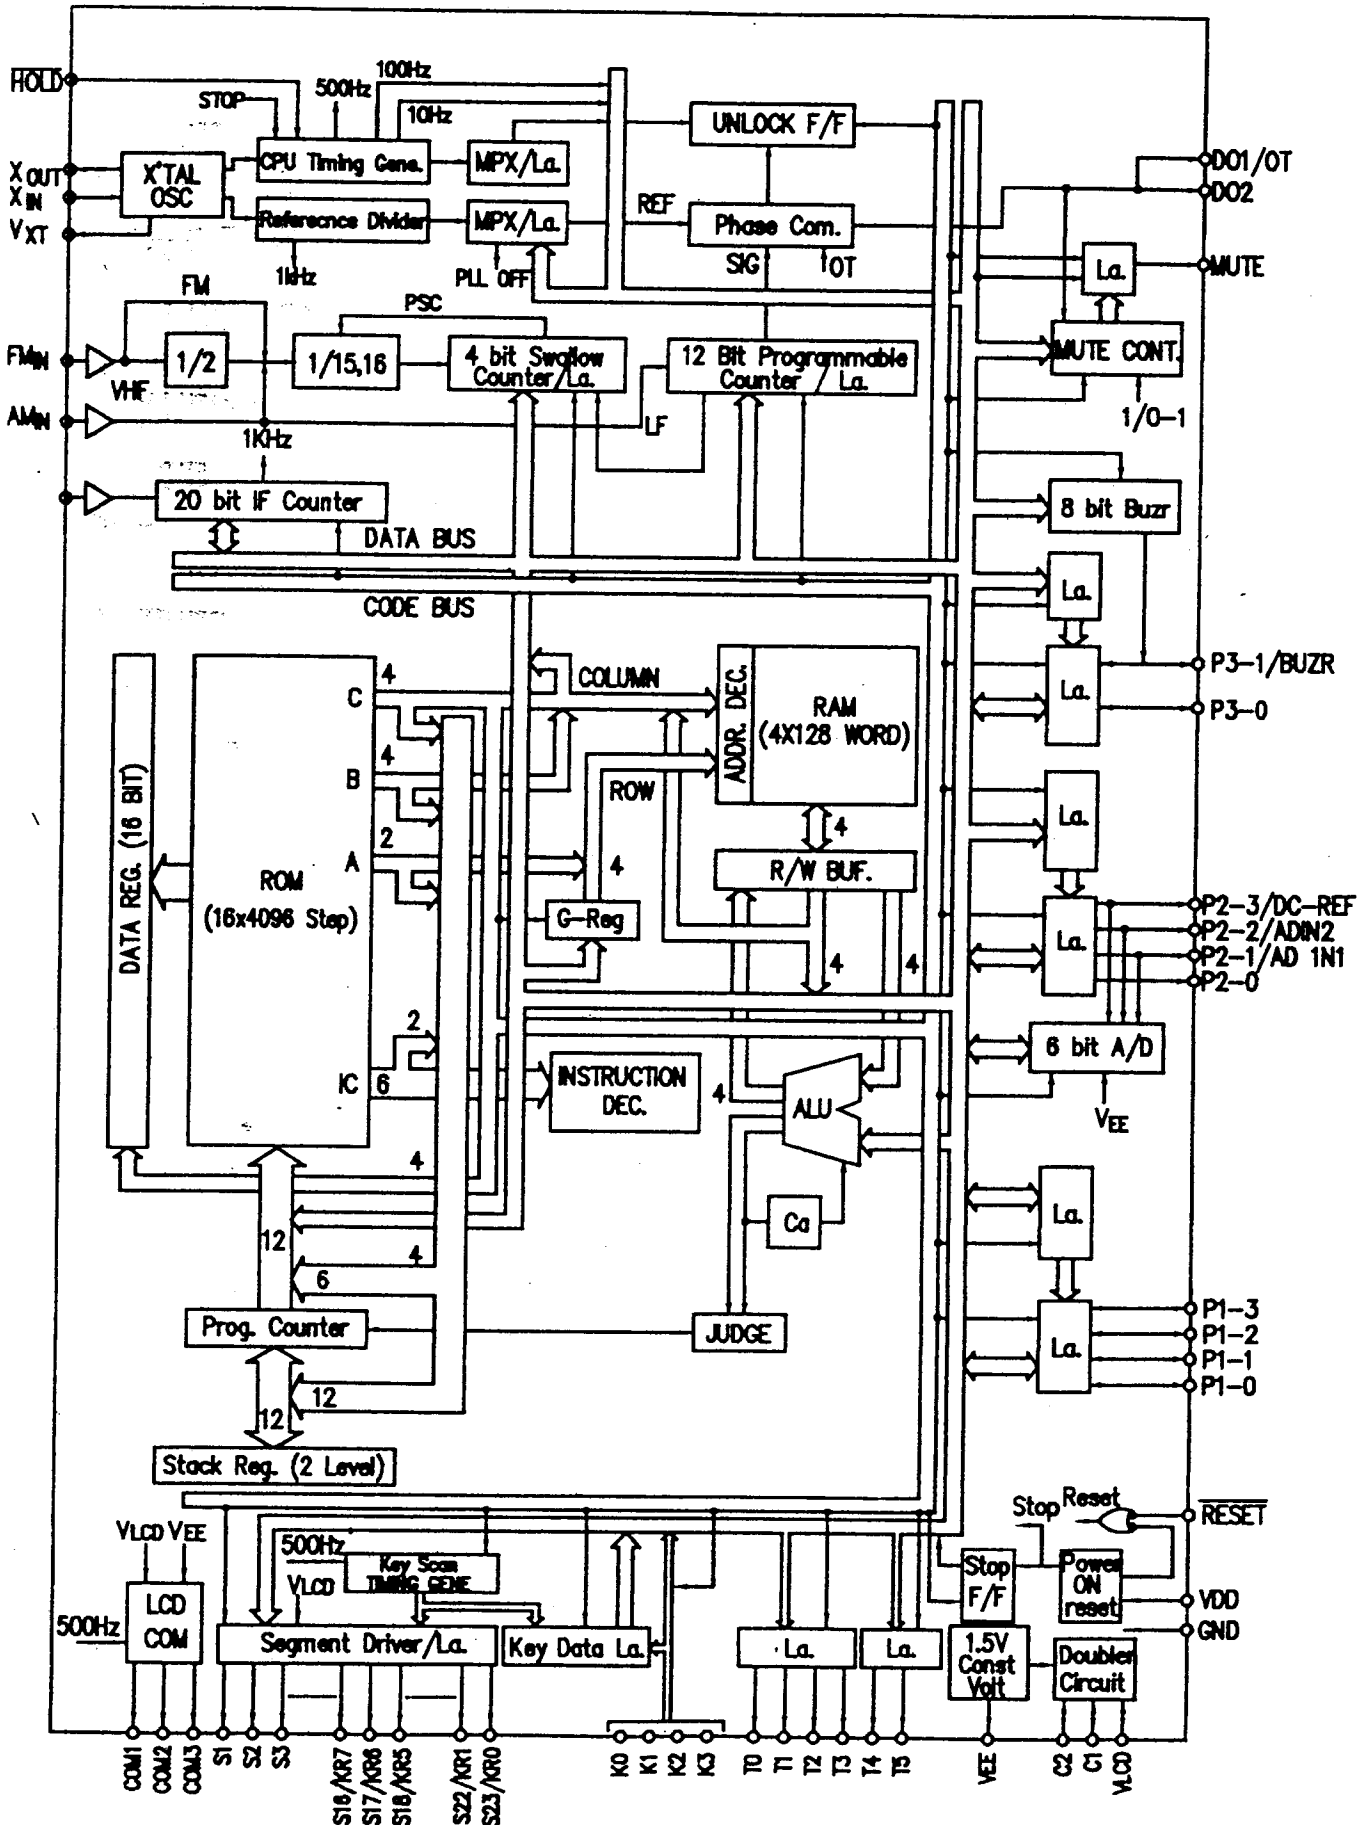 HOLD
STOP
500Hz
100Hz
10Hz
CPU Timing Gene.
MPX/La.
UNLOCK F/F
DO1/OT
DO2
X OUT
X IN
V XT
X'TAL
OSC
Reference Divider
MPX/La.
REF
Phase Com.
La.
MUTE
1kHz
PLL OFF
SIG
OT
FM
PSC
FMIN
1/2
1/15,16
4 bit Swallow
Counter/La.
12 Bit Programmable
Counter / La.
MUTE CONT.
VHF
AMIN
1KHz
LF
1/O-1
20 bit IF Counter
8 bit Buzr
DATA BUS
CODE BUS
La.
DATA REG. (16 BIT)
ROM
(16x4096 Step)
C
4
B
4
A
2
IC
2
6
COLUMN
ROW
4
ADDR. DEC.
RAM
(4X128 WORD)
4
R/W BUF.
G-Reg
4
4
La.
P3-1/BUZR
P3-0
La.
La.
P2-3/DC-REF
P2-2/ADIN2
P2-1/AD 1N1
P2-0
6 bit A/D
VEE
INSTRUCTION
DEC.
4
ALU
Ca
JUDGE
4
12
4
6
Prog. Counter
12
12
Stack Reg. (2 Level)
La.
La.
P1-3
P1-2
P1-1
P1-0
Stop
Reset
RESET
VLCD VEE
500Hz
Key Scan
TIMING GENE
VLCD
500Hz
LCD
COM
Segment Driver/La.
Key Data La.
La.
La.
Stop
F/F
Power
ON
reset
VDD
GND
1.5V
Const
Volt
Doubler
Circuit
COM1
COM2
COM3
S1
S2
S3
S16/KR7
S17/KR6
S18/KR5
S22/KR1
S23/KR0
K0
K1
K2
K3
T0
T1
T2
T3
T4
T5
VEE
C2
C1
VLCD